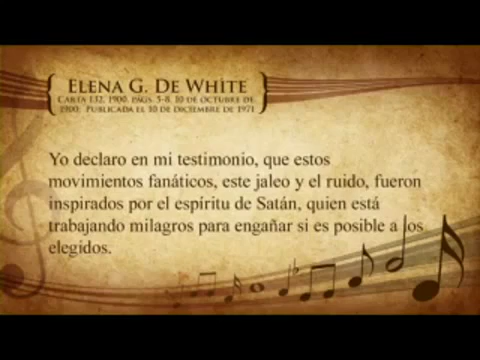 ELENA G. DE WHITE
CARTA 132, 1900, PÁGS. 5-8, 10 DE OCTUBRE DE
1900. PUBLICADA EL 10 DE DICIEMBRE DE 1971
Yo declaro en mi testimonio, que estos
movimientos fanáticos, este jaleo y el ruido, fueron
inspirados por el espíritu de Satán, quien está
trabajando milagros para engañar si es posible a los
elegidos.